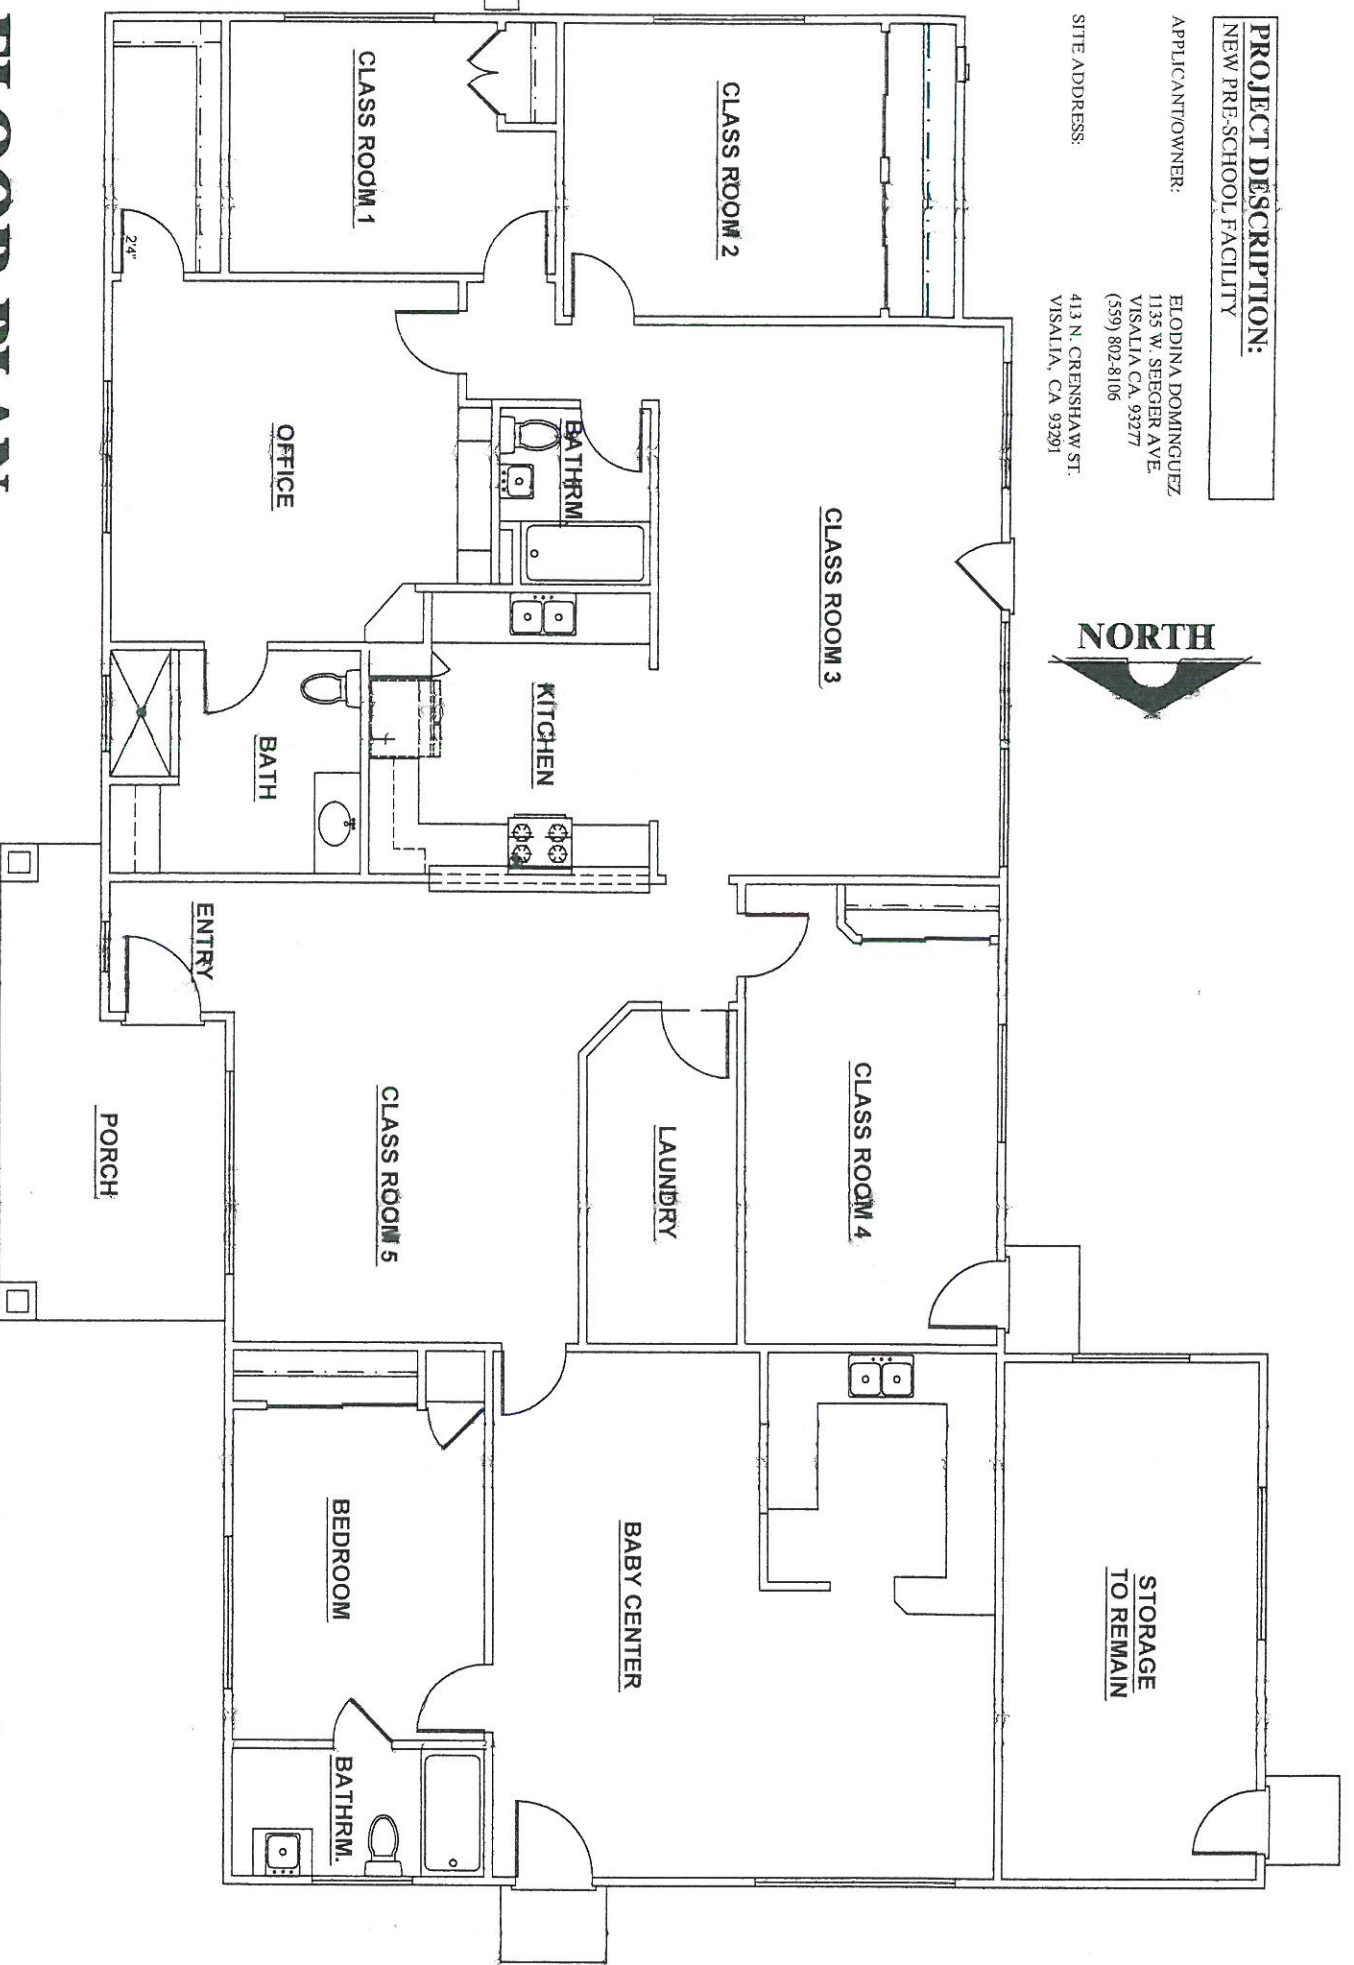 PROJECT DESCRIPTION:
NEW PRE-SCHOOL FACILITY
APPLICANT/OWNER:
ELODINA DOMINGUEZ
1135 W. SEEGER AVE.
VISALIA CA. 93277
(559) 802-8106
SITE ADDRESS:
413 N. CRENSHAW ST.
VISALIA, CA 93291
NORTH
STORAGE
TO REMAIN
CLASS ROOM 2
CLASS ROOM 3
CLASS ROOM 4
BATHRM
KITCHEN
LAUNDRY
BABY CENTER
CLASS ROOM 1
OFFICE
BATH
CLASS ROOM 5
BEDROOM
BATHRM.
2'4"
ENTRY
PORCH
FLOOR PLAN